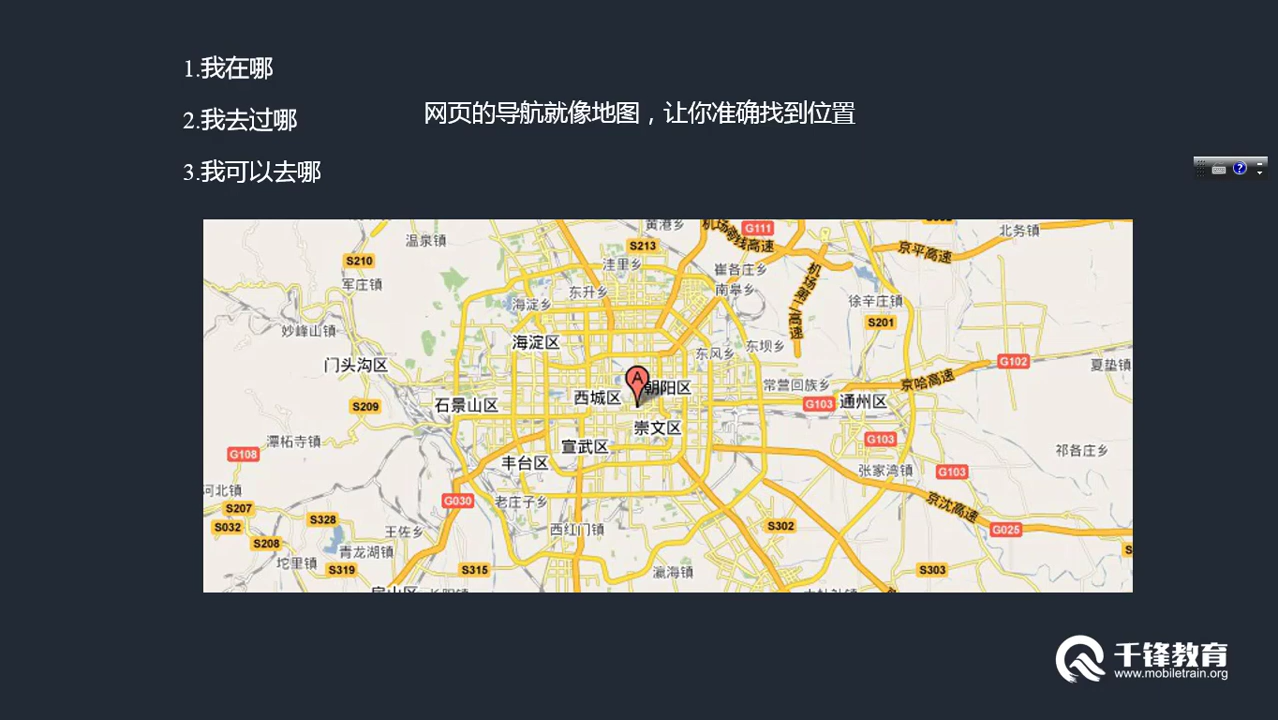 1.我在哪
2.我去过哪
网页的导航就像地图，让你准确找到位置
3.我可以去哪
黄港乡
G111
北务镇
温泉镇
S213
京平高速
S210
洼里乡
崔各庄乡
军庄镇
东升乡
南皋乡
机场第二高速
徐辛庄镇
海淀乡
S201
妙峰山镇
海淀区
东坝乡
东风乡
门头沟区
G102
夏垫镇
A
朝阳区
京哈高速
常营回族乡
西城区
石景山区
G103
通州区
S209
崇文区
潭柘寺镇
G103
宣武区
G108
祁各庄乡
丰台区
张家湾镇
G103
河北镇
G030
老庄子乡
京沈高速
S207
S328
S032
西红门镇
S302
G025
王佐乡
S208
青龙湖镇
坨里镇
S319
S315
瀛海镇
S303
房山区
千锋教育
www.mobiletrain.org